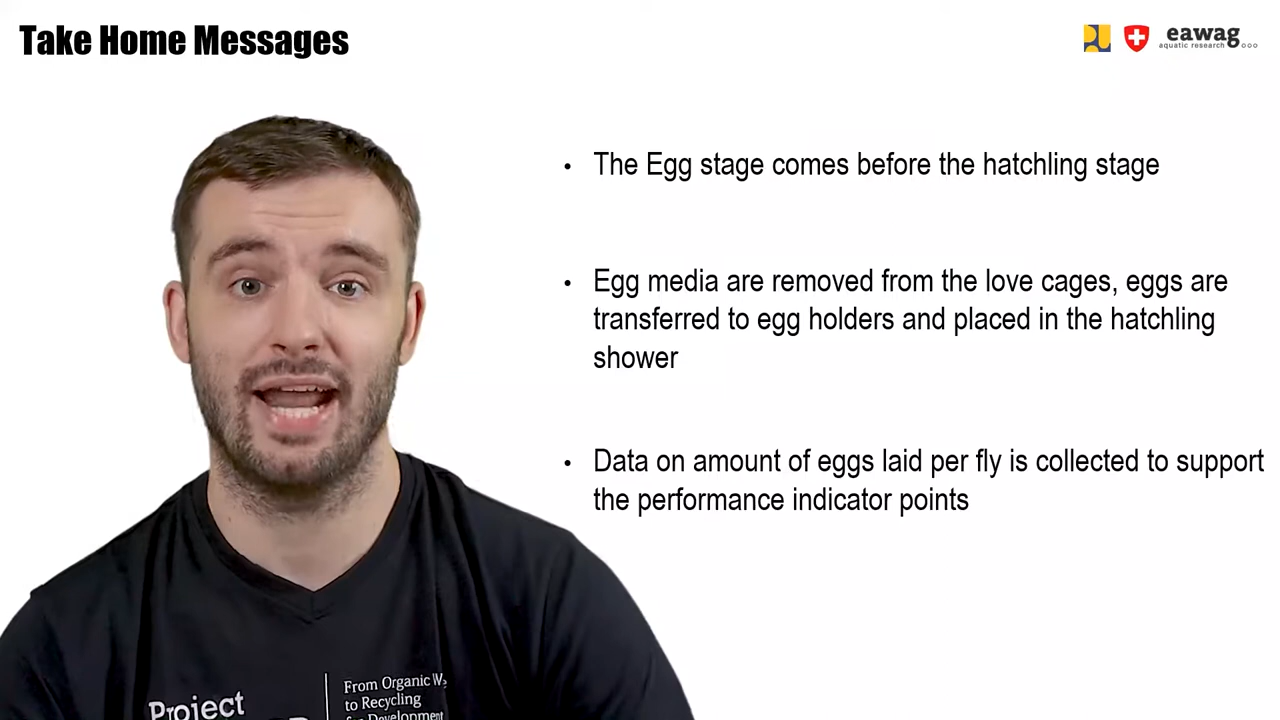 Take Home Messages
eawag
aquatic research
• The Egg stage comes before the hatchling stage
• Egg media are removed from the love cages, eggs are
transferred to egg holders and placed in the hatchling
shower
• Data on amount of eggs laid per fly is collected to support
the performance indicator points
Project
From Organic
to Recycling
for Development